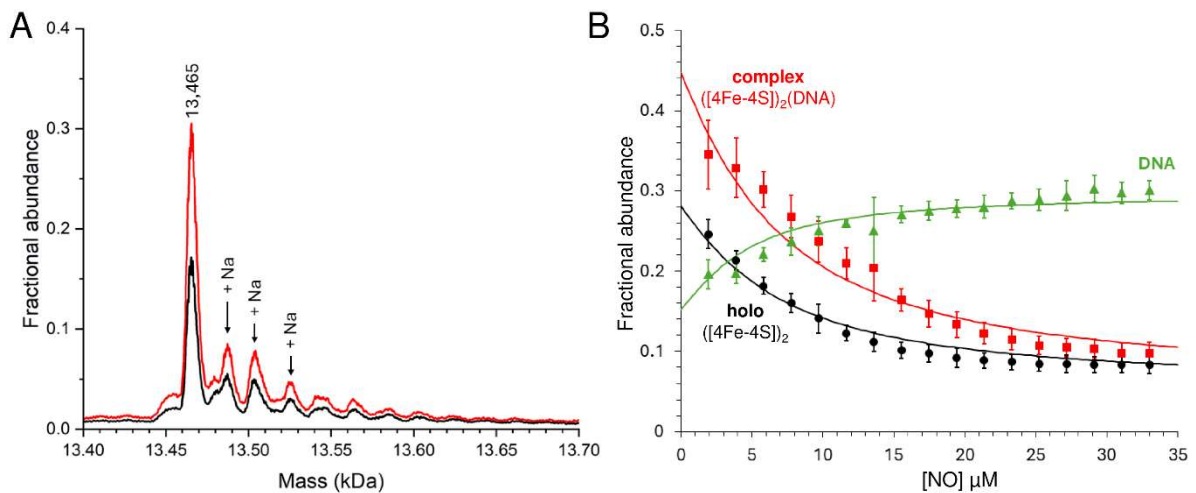 A
Fractional abundance
0.4
0.3
0.2
0.1
0.0
13,465
+ Na
+ Na
+ Na
13.40
13.45
13.50
13.55
13.60
13.65
13.70
Mass (kDa)
B
Fractional abundance
0.5
0.4
0.3
0.2
0.1
0
complex
([4Fe-4S])₂(DNA)
DNA
holo
([4Fe-4S])₂
0
5
10
15
20
25
30
35
[NO] μM